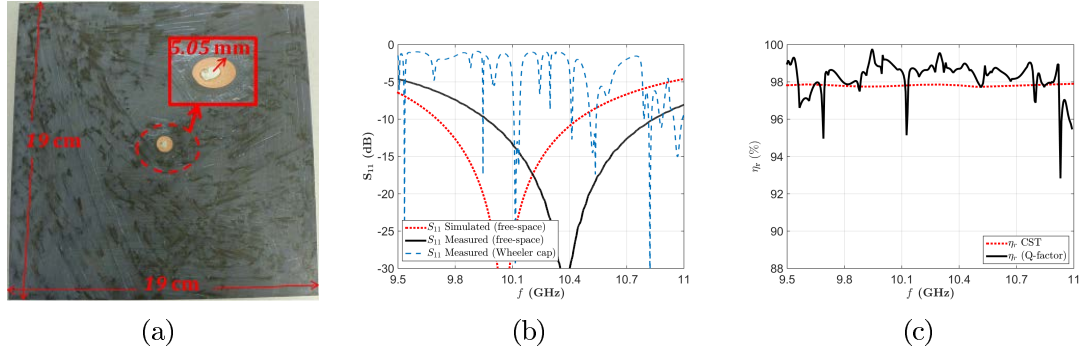 5.05 mm
19 cm
19 cm
(a)
0
-5
-10
-15
-20
-25
-30
S₁₁ (dB)
S₁₁ Simulated (free-space)
S₁₁ Measured (free-space)
S₁₁ Measured (Wheeler cap)
9.5 9.8 10.1 10.4 10.7 11
f (GHz)
(b)
100
98
96
94
92
90
88
ηr (%)
ηr CST
ηr (Q-factor)
9.5 9.8 10.1 10.4 10.7 11
f (GHz)
(c)